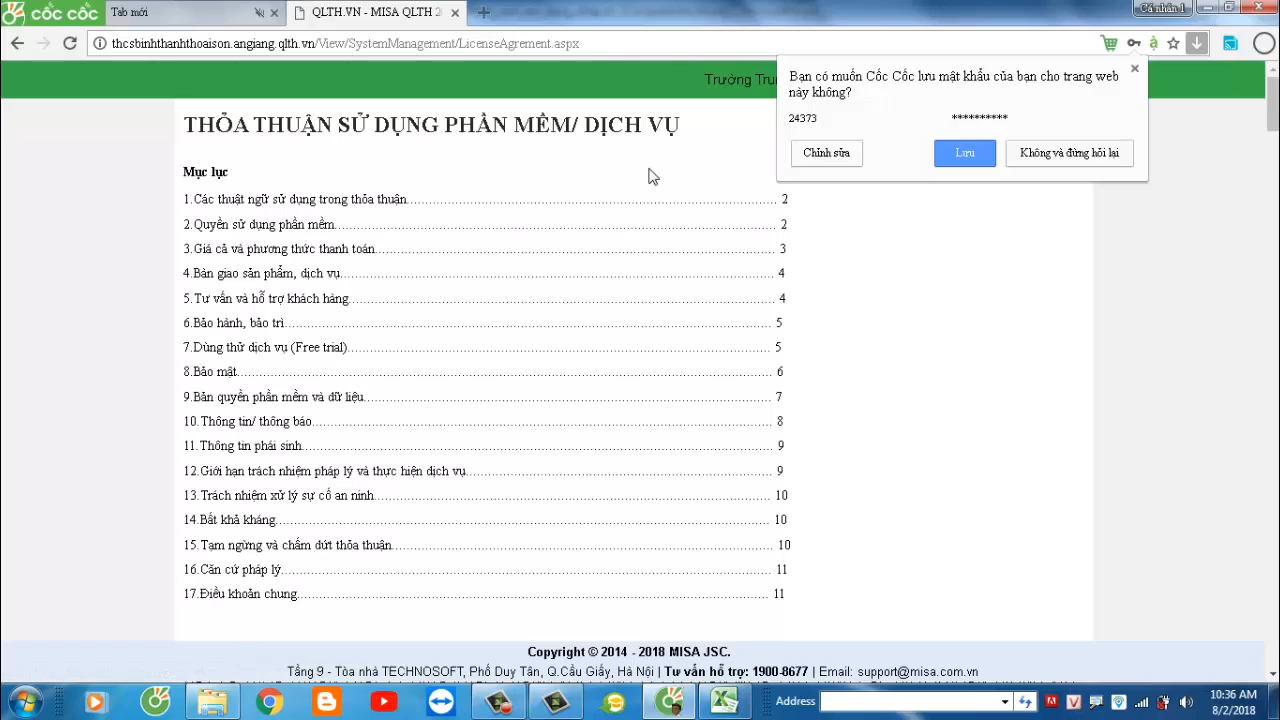 cốc cốc
Tab mới
QLTH.VN - MISA QLTH 2
Cá nhân 1
thcsbinhthanhthoaison.angiang.qlth.vn/View/SystemManagement/LicenseAgrement.aspx
Trường Tru
Bạn có muốn Cốc Cốc lưu mật khẩu của bạn cho trang web
này không?
24373 **********
Chỉnh sửa Lưu Không và đừng hỏi lại
THỎA THUẬN SỬ DỤNG PHẦN MỀM/ DỊCH VỤ
Mục lục
1.Các thuật ngữ sử dụng trong thỏa thuận 2
2.Quyền sử dụng phần mềm 2
3.Giá cả và phương thức thanh toán 3
4.Bàn giao sản phẩm, dịch vụ 4
5.Tư vấn và hỗ trợ khách hàng 4
6.Bảo hành, bảo trì 5
7.Dùng thử dịch vụ (Free trial) 5
8.Bảo mật 6
9.Bản quyền phần mềm và dữ liệu 7
10.Thông tin/ thông báo 8
11.Thông tin phái sinh 9
12.Giới hạn trách nhiệm pháp lý và thực hiện dịch vụ 9
13.Trách nhiệm xử lý sự cố an ninh 10
14.Bất khả kháng 10
15.Tạm ngừng và chấm dứt thỏa thuận 10
16.Căn cứ pháp lý 11
17.Điều khoản chung 11
Copyright © 2014 - 2018 MISA JSC.
Tầng 9 - Tòa nhà TECHNOSOFT, Phố Duy Tân, Q.Cầu Giấy, Hà Nội | Tư vấn hỗ trợ: 1900-8677 | Email: support@misa.com.vn
Address
10:36 AM
8/2/2018